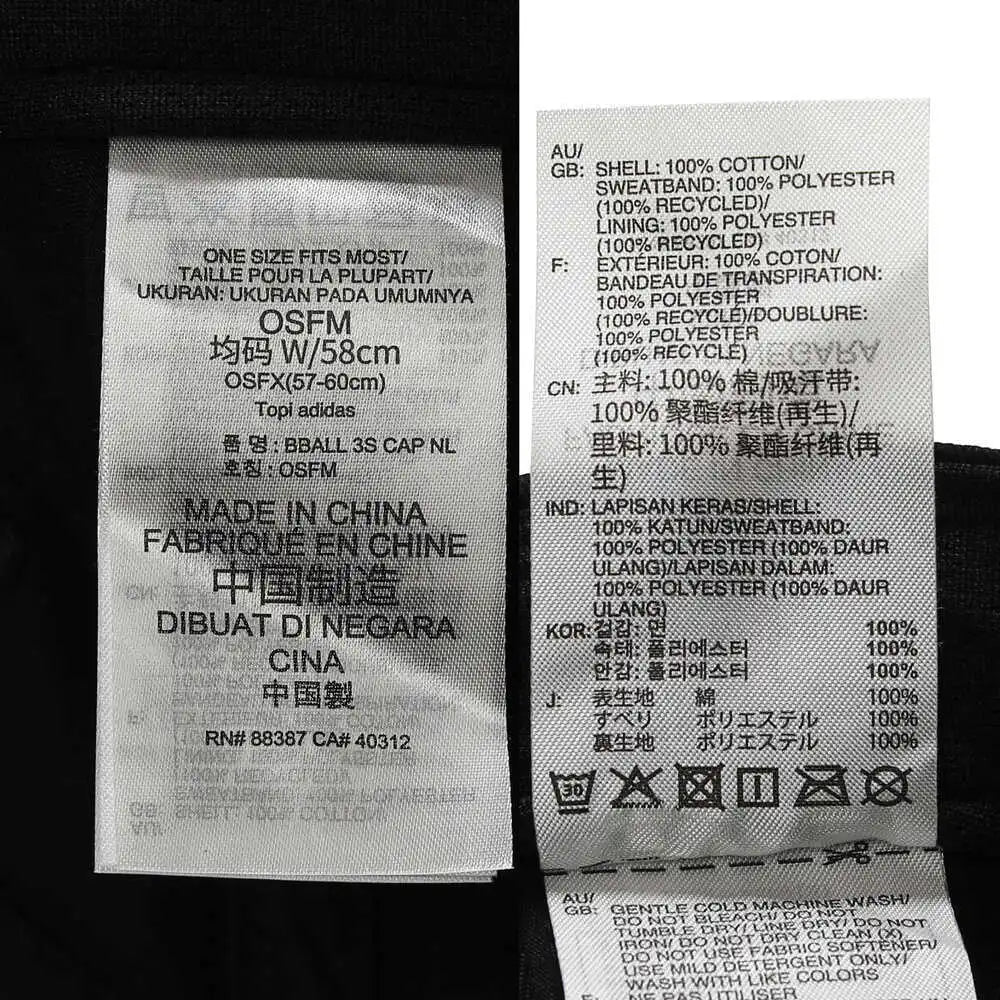 ONE SIZE FITS MOST/
TAILLE POUR LA PLUPART/
UKURAN: UKURAN PADA UMUMNYA
OSFM
均码 W/58cm
OSFX(57-60cm)
Topi adidas
품 명 : BBALL 3S CAP NL
호칭 : OSFM
MADE IN CHINA
FABRIQUÉ EN CHINE
中国制造
DIBUAT DI NEGARA
CINA
中国製
RN# 88387 CA# 40312
AU/
GB: SHELL: 100% COTTON/
SWEATBAND: 100% POLYESTER
(100% RECYCLED)/
LINING: 100% POLYESTER
(100% RECYCLED)
F: EXTÉRIEUR: 100% COTON/
BANDEAU DE TRANSPIRATION:
100% POLYESTER
(100% RECYCLÉ)/DOUBLURE:
100% POLYESTER
(100% RECYCLÉ)
CN: 主料: 100% 棉/吸汗带:
100% 聚酯纤维(再生)/
里料: 100% 聚酯纤维(再
生)
IND: LAPISAN KERAS/SHELL:
100% KATUN/SWEATBAND:
100% POLYESTER (100% DAUR
ULANG)/LAPISAN DALAM:
100% POLYESTER (100% DAUR
ULANG)
KOR: 겉감: 면 100%
속테: 폴리에스터 100%
안감: 폴리에스터 100%
J: 表生地 綿 100%
すべり ポリエステル 100%
裏生地 ポリエステル 100%
30
AU/
GB: GENTLE COLD MACHINE WASH/
DO NOT BLEACH/ DO NOT
TUMBLE DRY/ LINE DRY/ DO NOT
IRON/ DO NOT DRY CLEAN (X)
DO NOT USE FABRIC SOFTENER/
USE MILD DETERGENT ONLY/
WASH WITH LIKE COLORS
F: NE PAS UTILISER